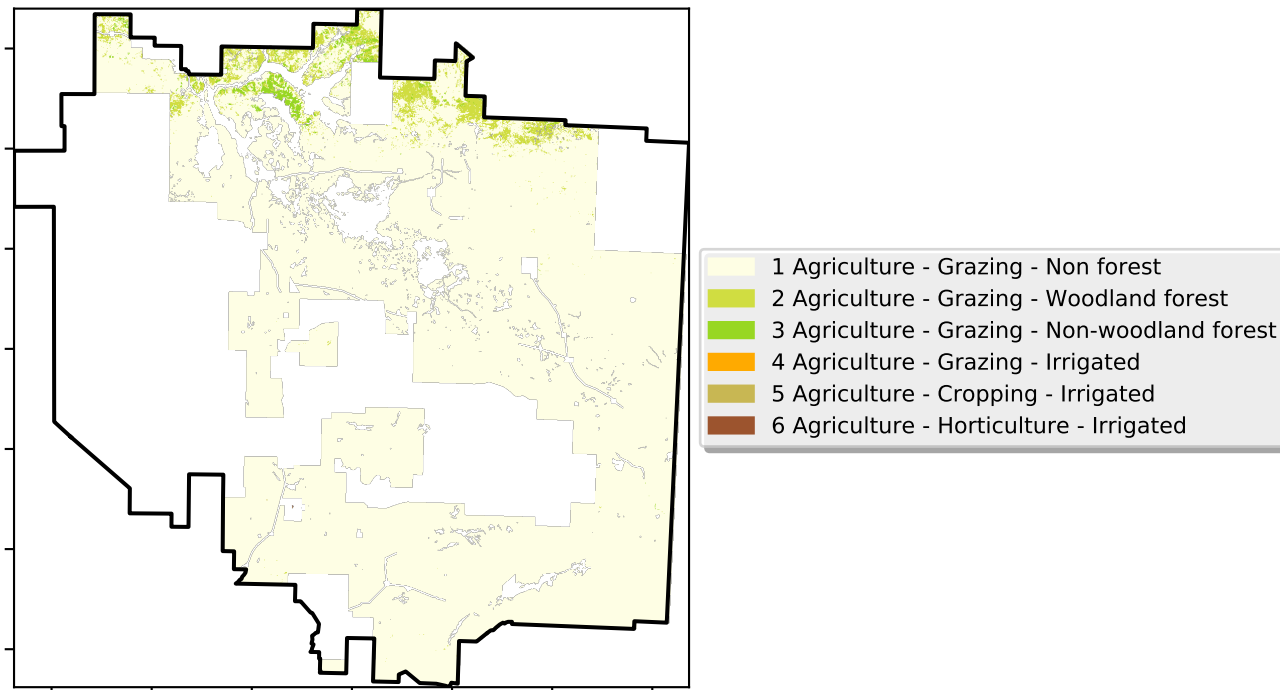 1 Agriculture - Grazing - Non forest
2 Agriculture - Grazing - Woodland forest
3 Agriculture - Grazing - Non-woodland forest
4 Agriculture - Grazing - Irrigated
5 Agriculture - Cropping - Irrigated
6 Agriculture - Horticulture - Irrigated